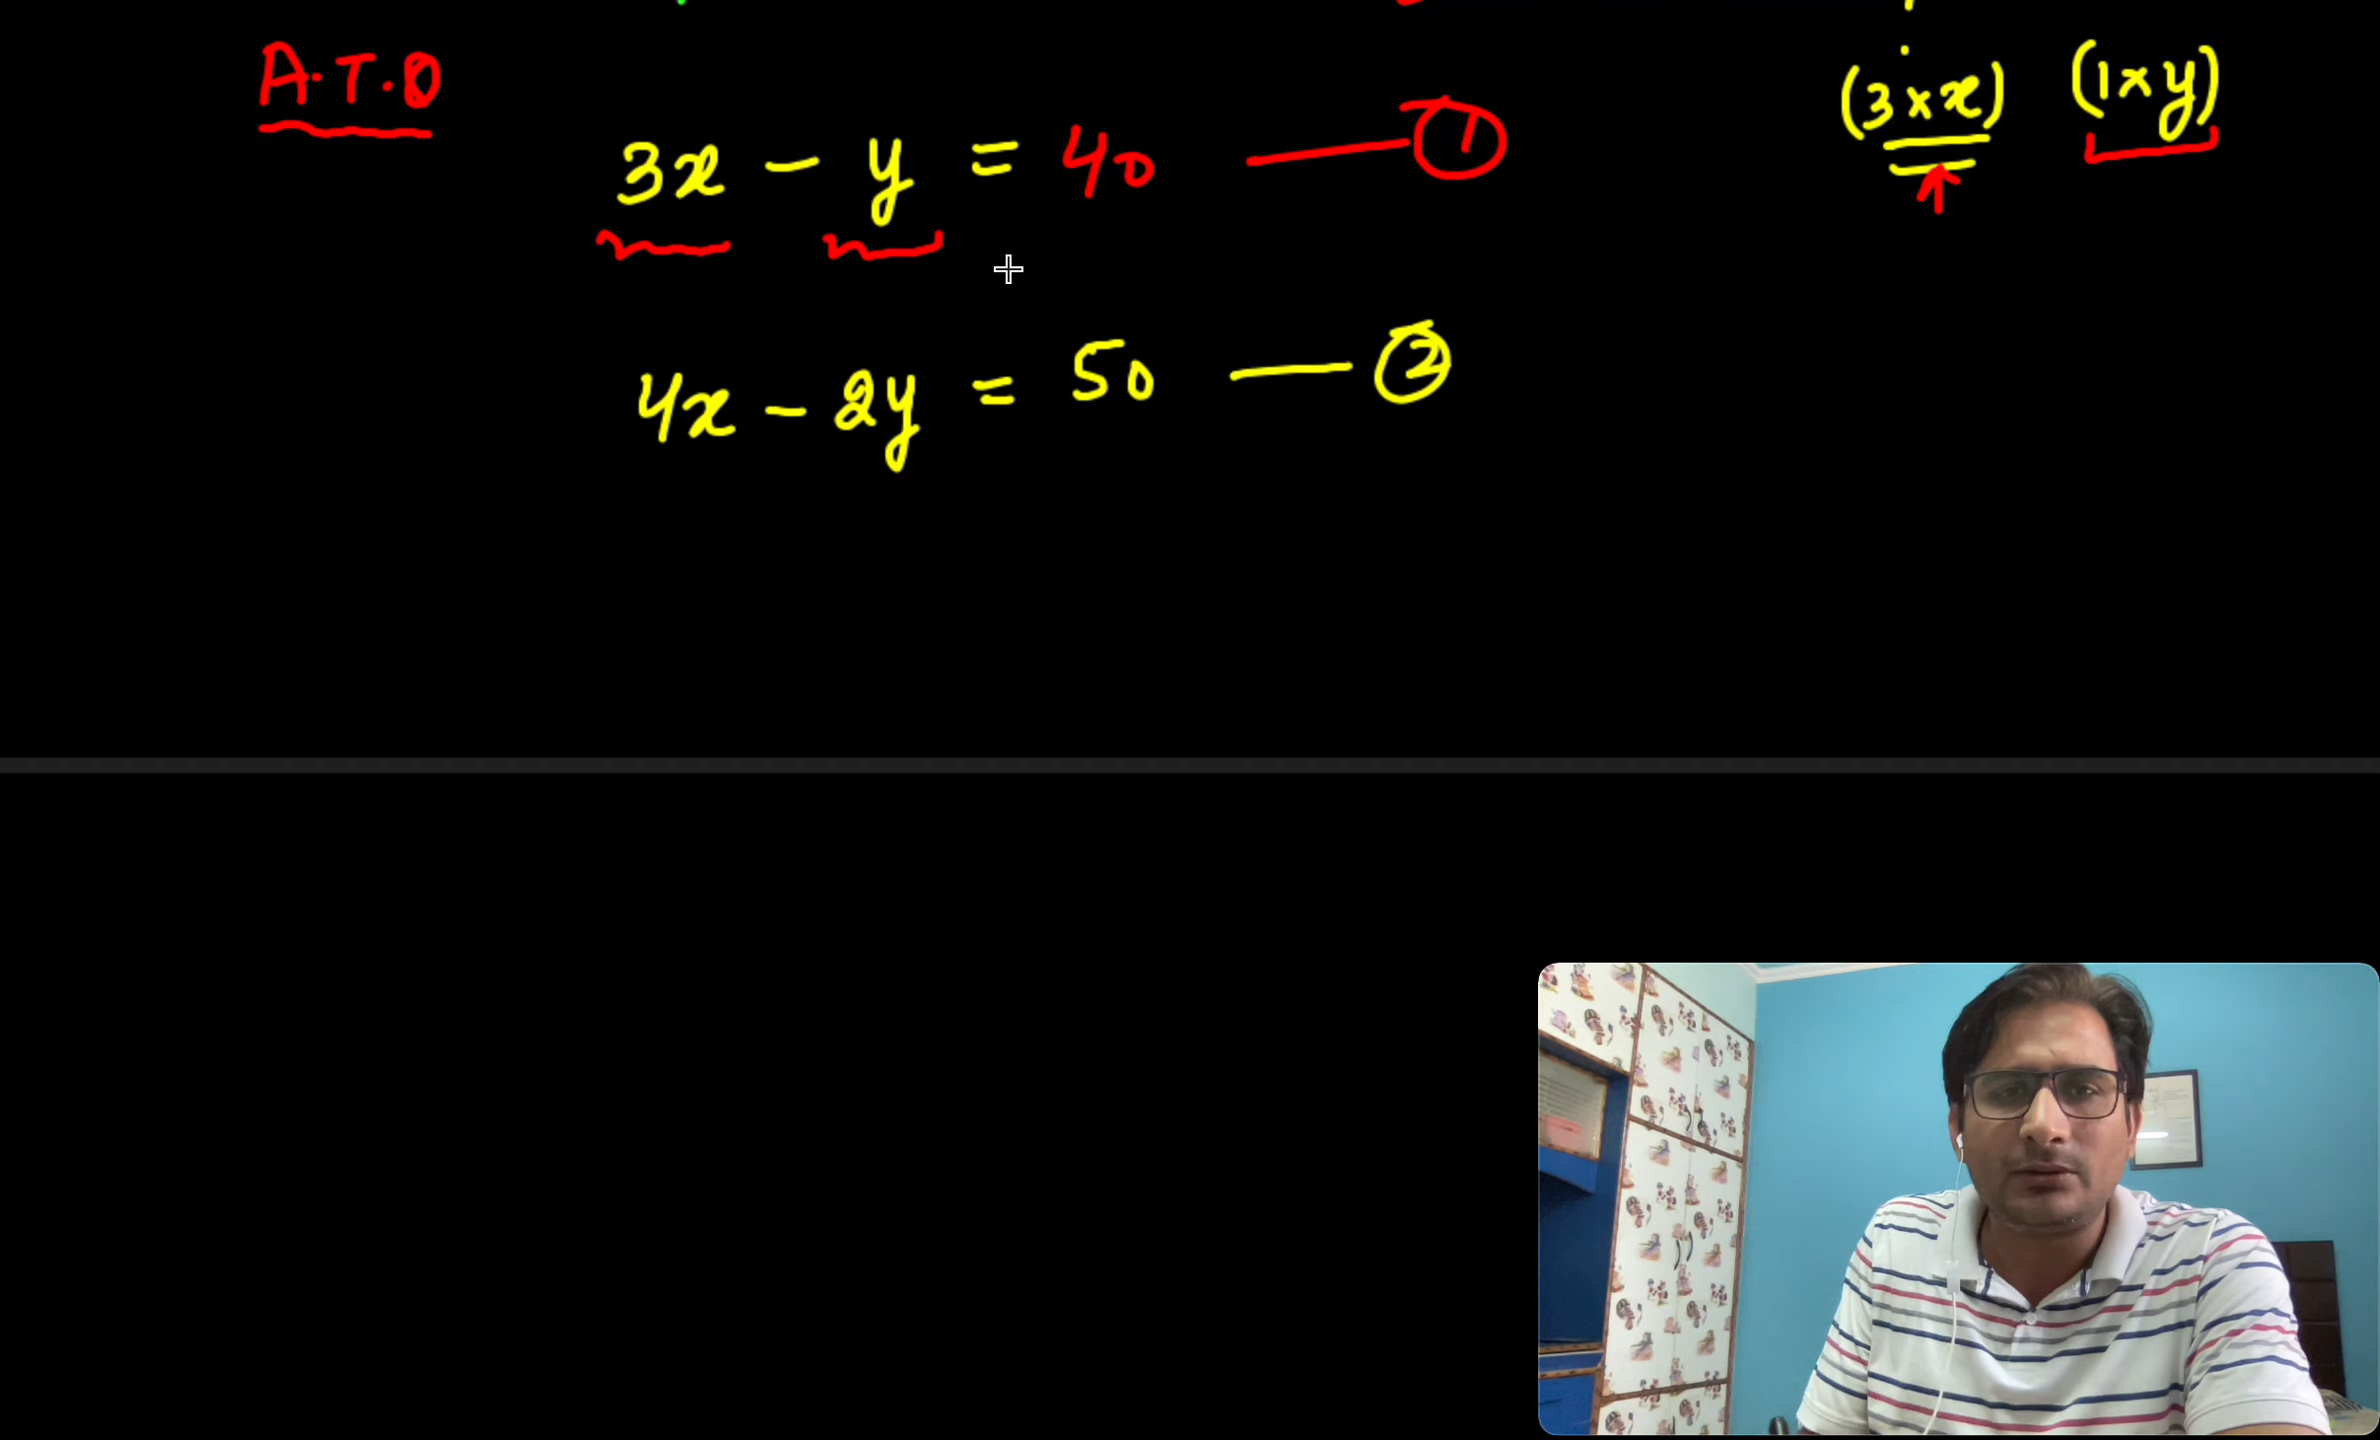 A.T.Q
(3×x) (1×y)
3x - y = 40 — 1
4x - 2y = 50 — 2